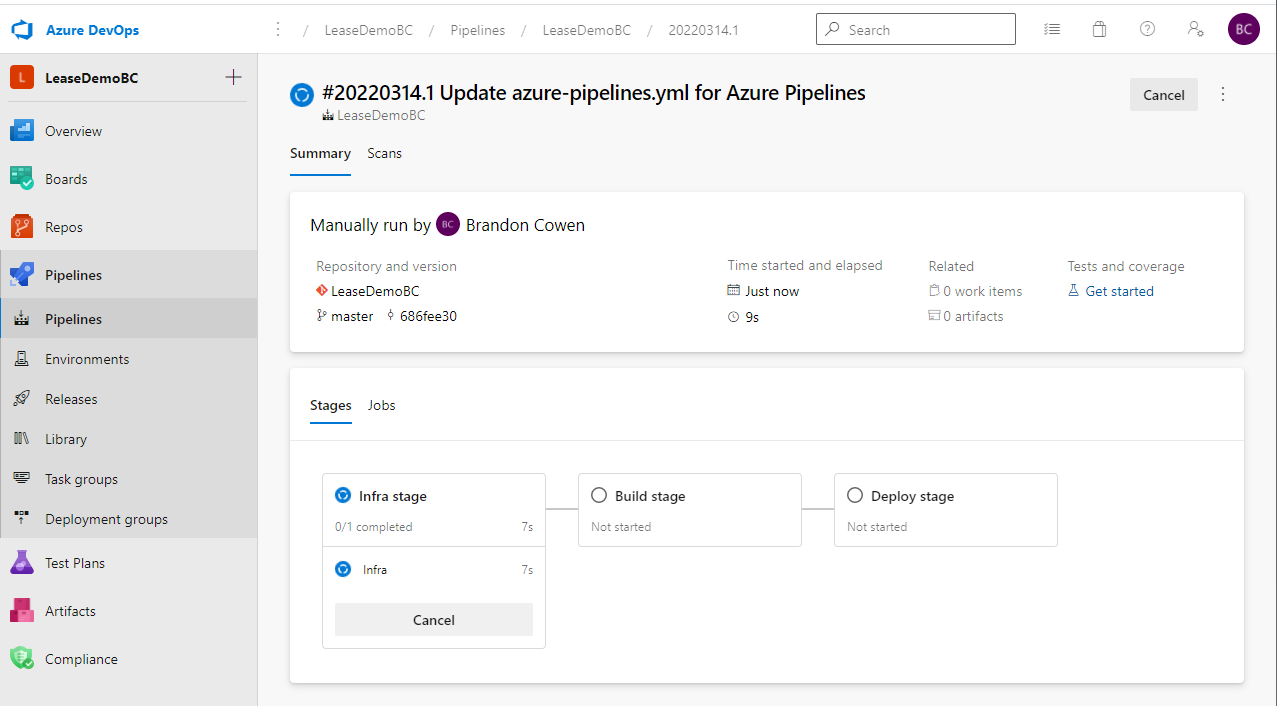 Azure DevOps
/ LeaseDemoBC / Pipelines / LeaseDemoBC / 20220314.1
Search
BC
L LeaseDemoBC
Overview
Boards
Repos
Pipelines
Pipelines
Environments
Releases
Library
Task groups
Deployment groups
Test Plans
Artifacts
Compliance
#20220314.1 Update azure-pipelines.yml for Azure Pipelines
LeaseDemoBC
Cancel
Summary Scans
Manually run by BC Brandon Cowen
Repository and version
LeaseDemoBC
master 686fee30
Time started and elapsed
Just now
9s
Related
0 work items
0 artifacts
Tests and coverage
Get started
Stages Jobs
Infra stage
0/1 completed 7s
Infra 7s
Cancel
Build stage
Not started
Deploy stage
Not started